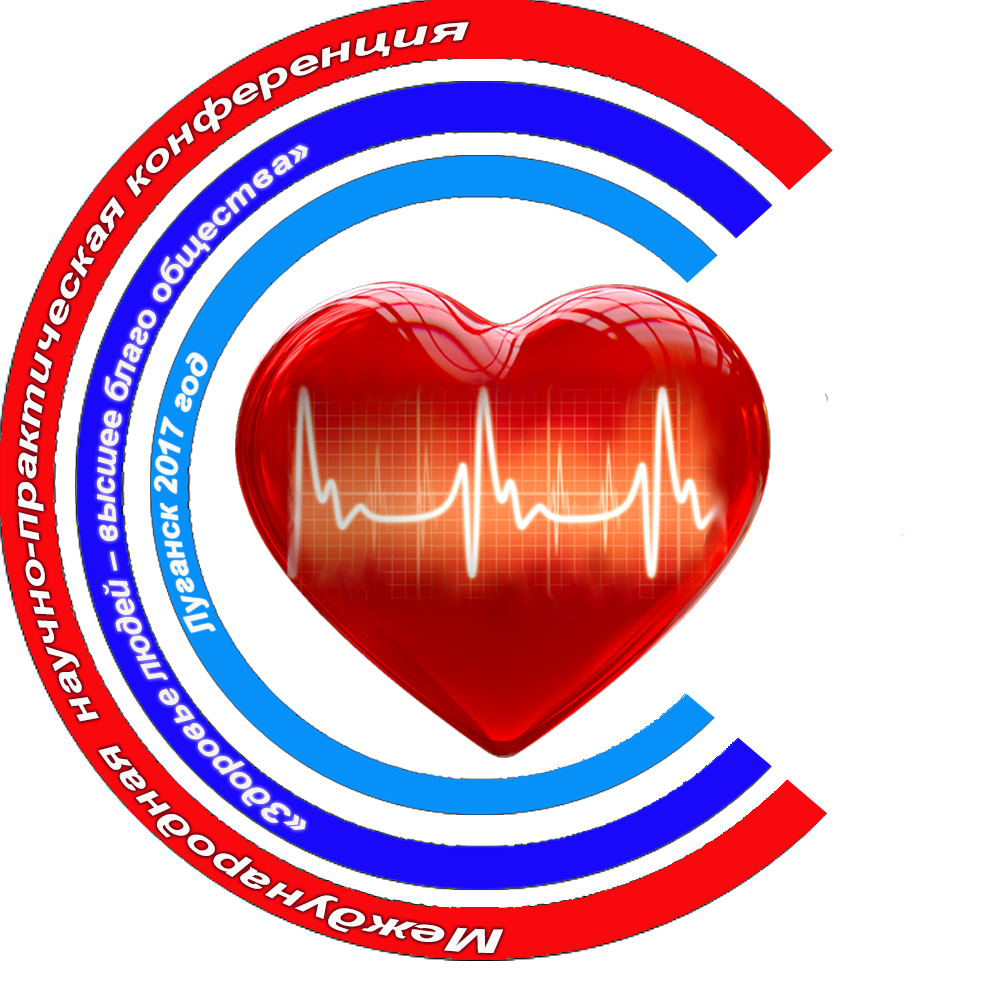 Международная научно-практическая конференция
«Здоровье людей – высшее благо общества»
Луганск 2017 год